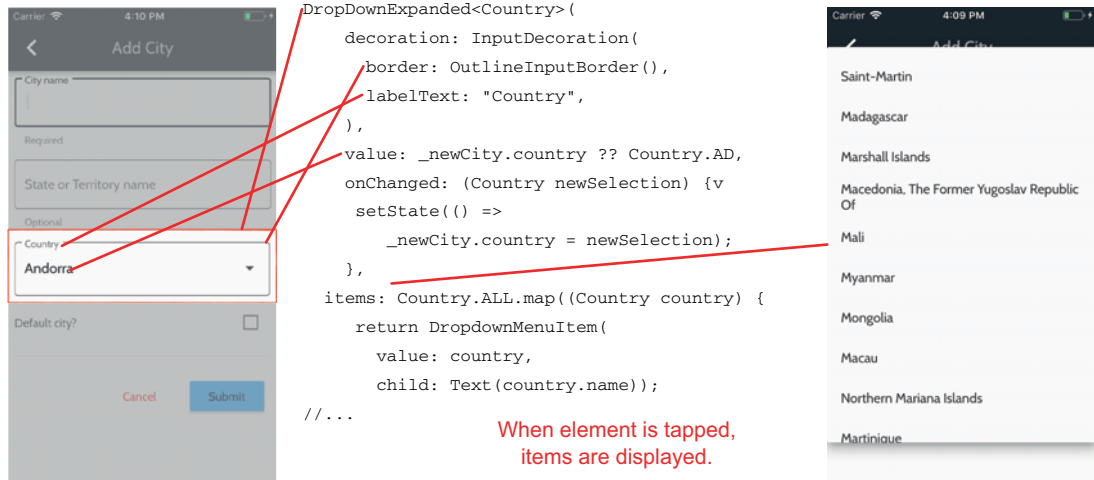 Carrier 4:10 PM
Add City
City name
Required
State or Territory name
Optional
Country
Andorra
Default city?
Cancel Submit
DropDownExpanded<Country>(
decoration: InputDecoration(
border: OutlineInputBorder(),
labelText: "Country",
),
value: _newCity.country ?? Country.AD,
onChanged: (Country newSelection) {v
setState(() =>
_newCity.country = newSelection);
},
items: Country.ALL.map((Country country) {
return DropdownMenuItem(
value: country,
child: Text(country.name));
//...
When element is tapped,
items are displayed.
Carrier 4:09 PM
Add City
Saint-Martin
Madagascar
Marshall Islands
Macedonia, The Former Yugoslav Republic
Of
Mali
Myanmar
Mongolia
Macau
Northern Mariana Islands
Martinique